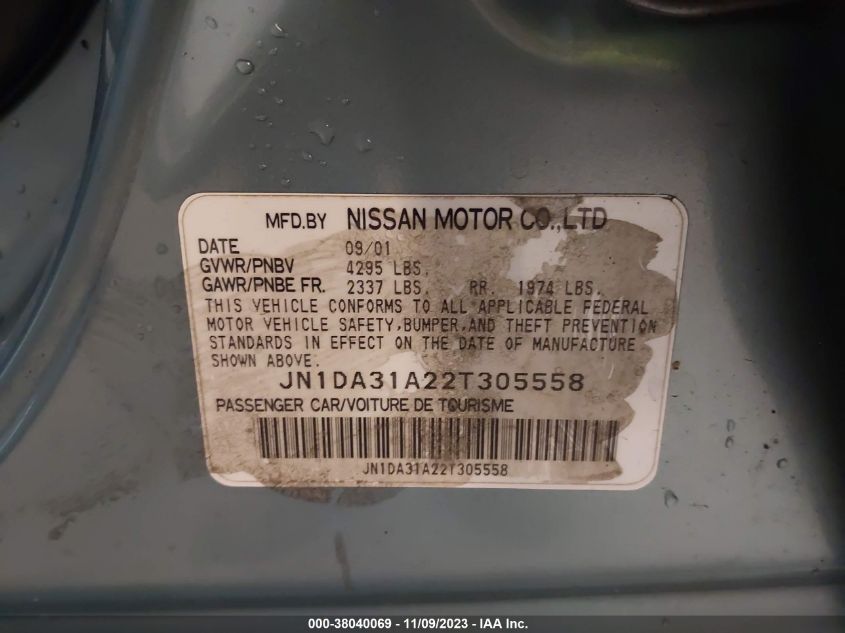 MFD.BY NISSAN MOTOR CO.,LTD
DATE 09/01
GVWR/PNBV 4295 LBS.
GAWR/PNBE FR. 2337 LBS. RR. 1974 LBS.
THIS VEHICLE CONFORMS TO ALL APPLICABLE FEDERAL
MOTOR VEHICLE SAFETY,BUMPER,AND THEFT PREVENTION
STANDARDS IN EFFECT ON THE DATE OF MANUFACTURE
SHOWN ABOVE.
JN1DA31A22T305558
PASSENGER CAR/VOITURE DE TOURISME
JN1DA31A22T305558
000-38040069 - 11/09/2023 - © IAA Inc.